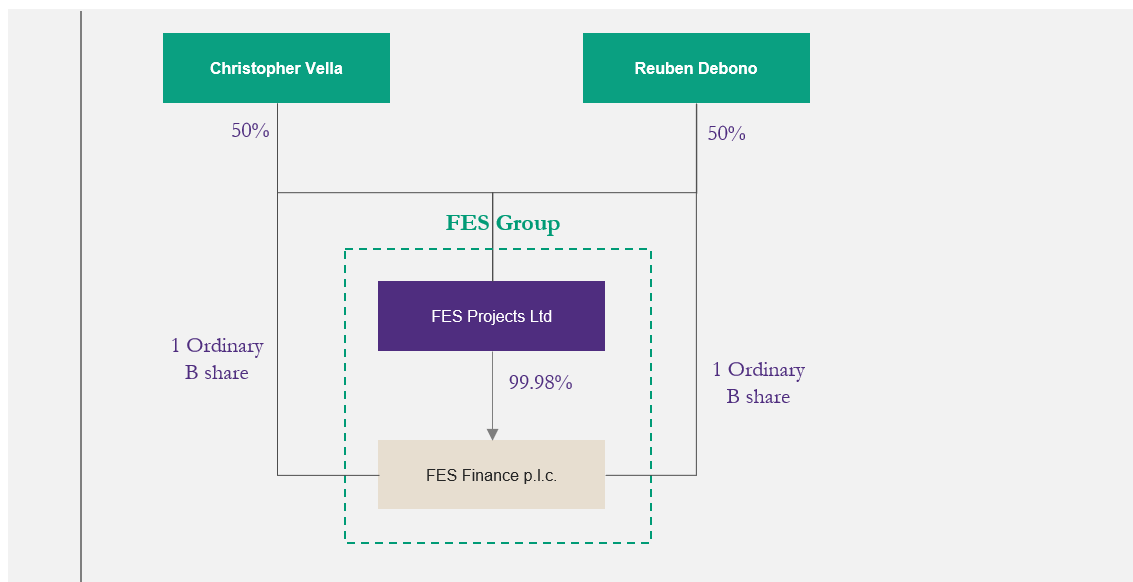 Christopher Vella
Reuben Debono
50%
50%
FES Group
FES Projects Ltd
1 Ordinary
B share
99.98%
1 Ordinary
B share
FES Finance p.l.c.